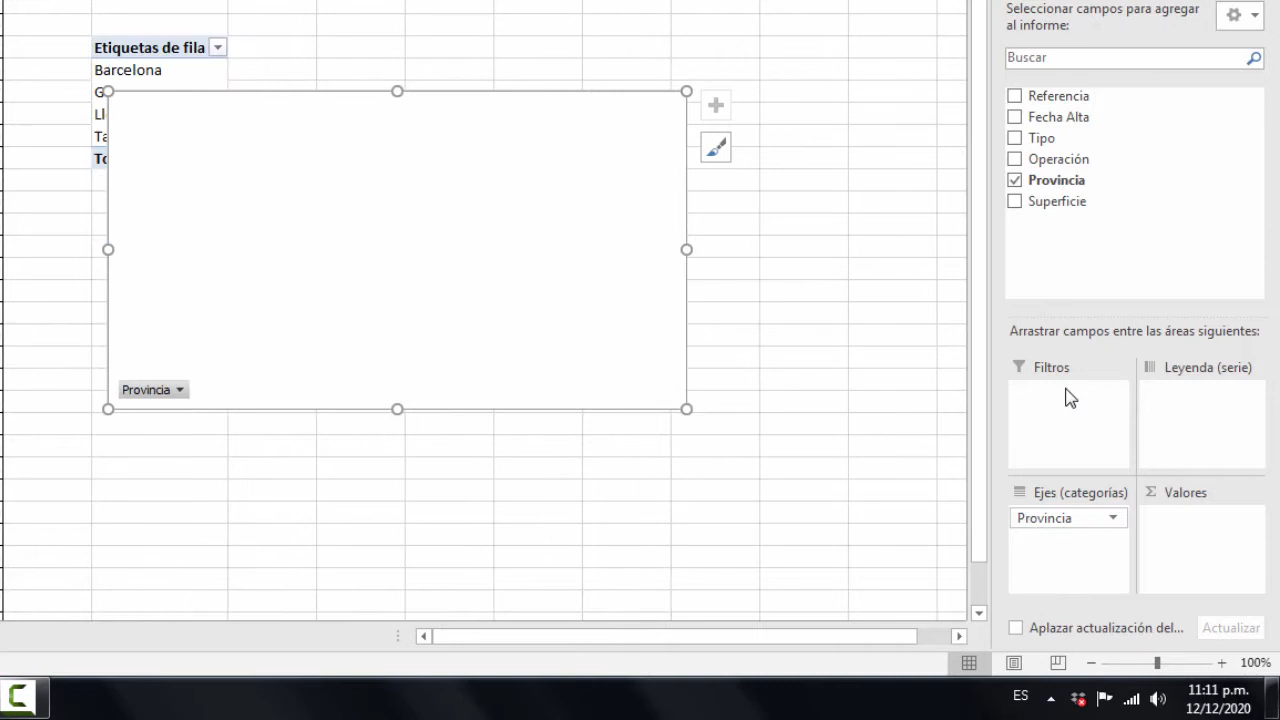 Seleccionar campos para agregar
al informe:
Buscar
Referencia
Fecha Alta
Tipo
Operación
Provincia
Superficie
Arrastrar campos entre las áreas siguientes:
Filtros
Leyenda (serie)
Ejes (categorías)
Σ Valores
Provincia
Aplazar actualización del...
Actualizar
Etiquetas de fila
Barcelona
G
Ll
Ta
To
Provincia
100%
ES
11:11 p.m.
12/12/2020